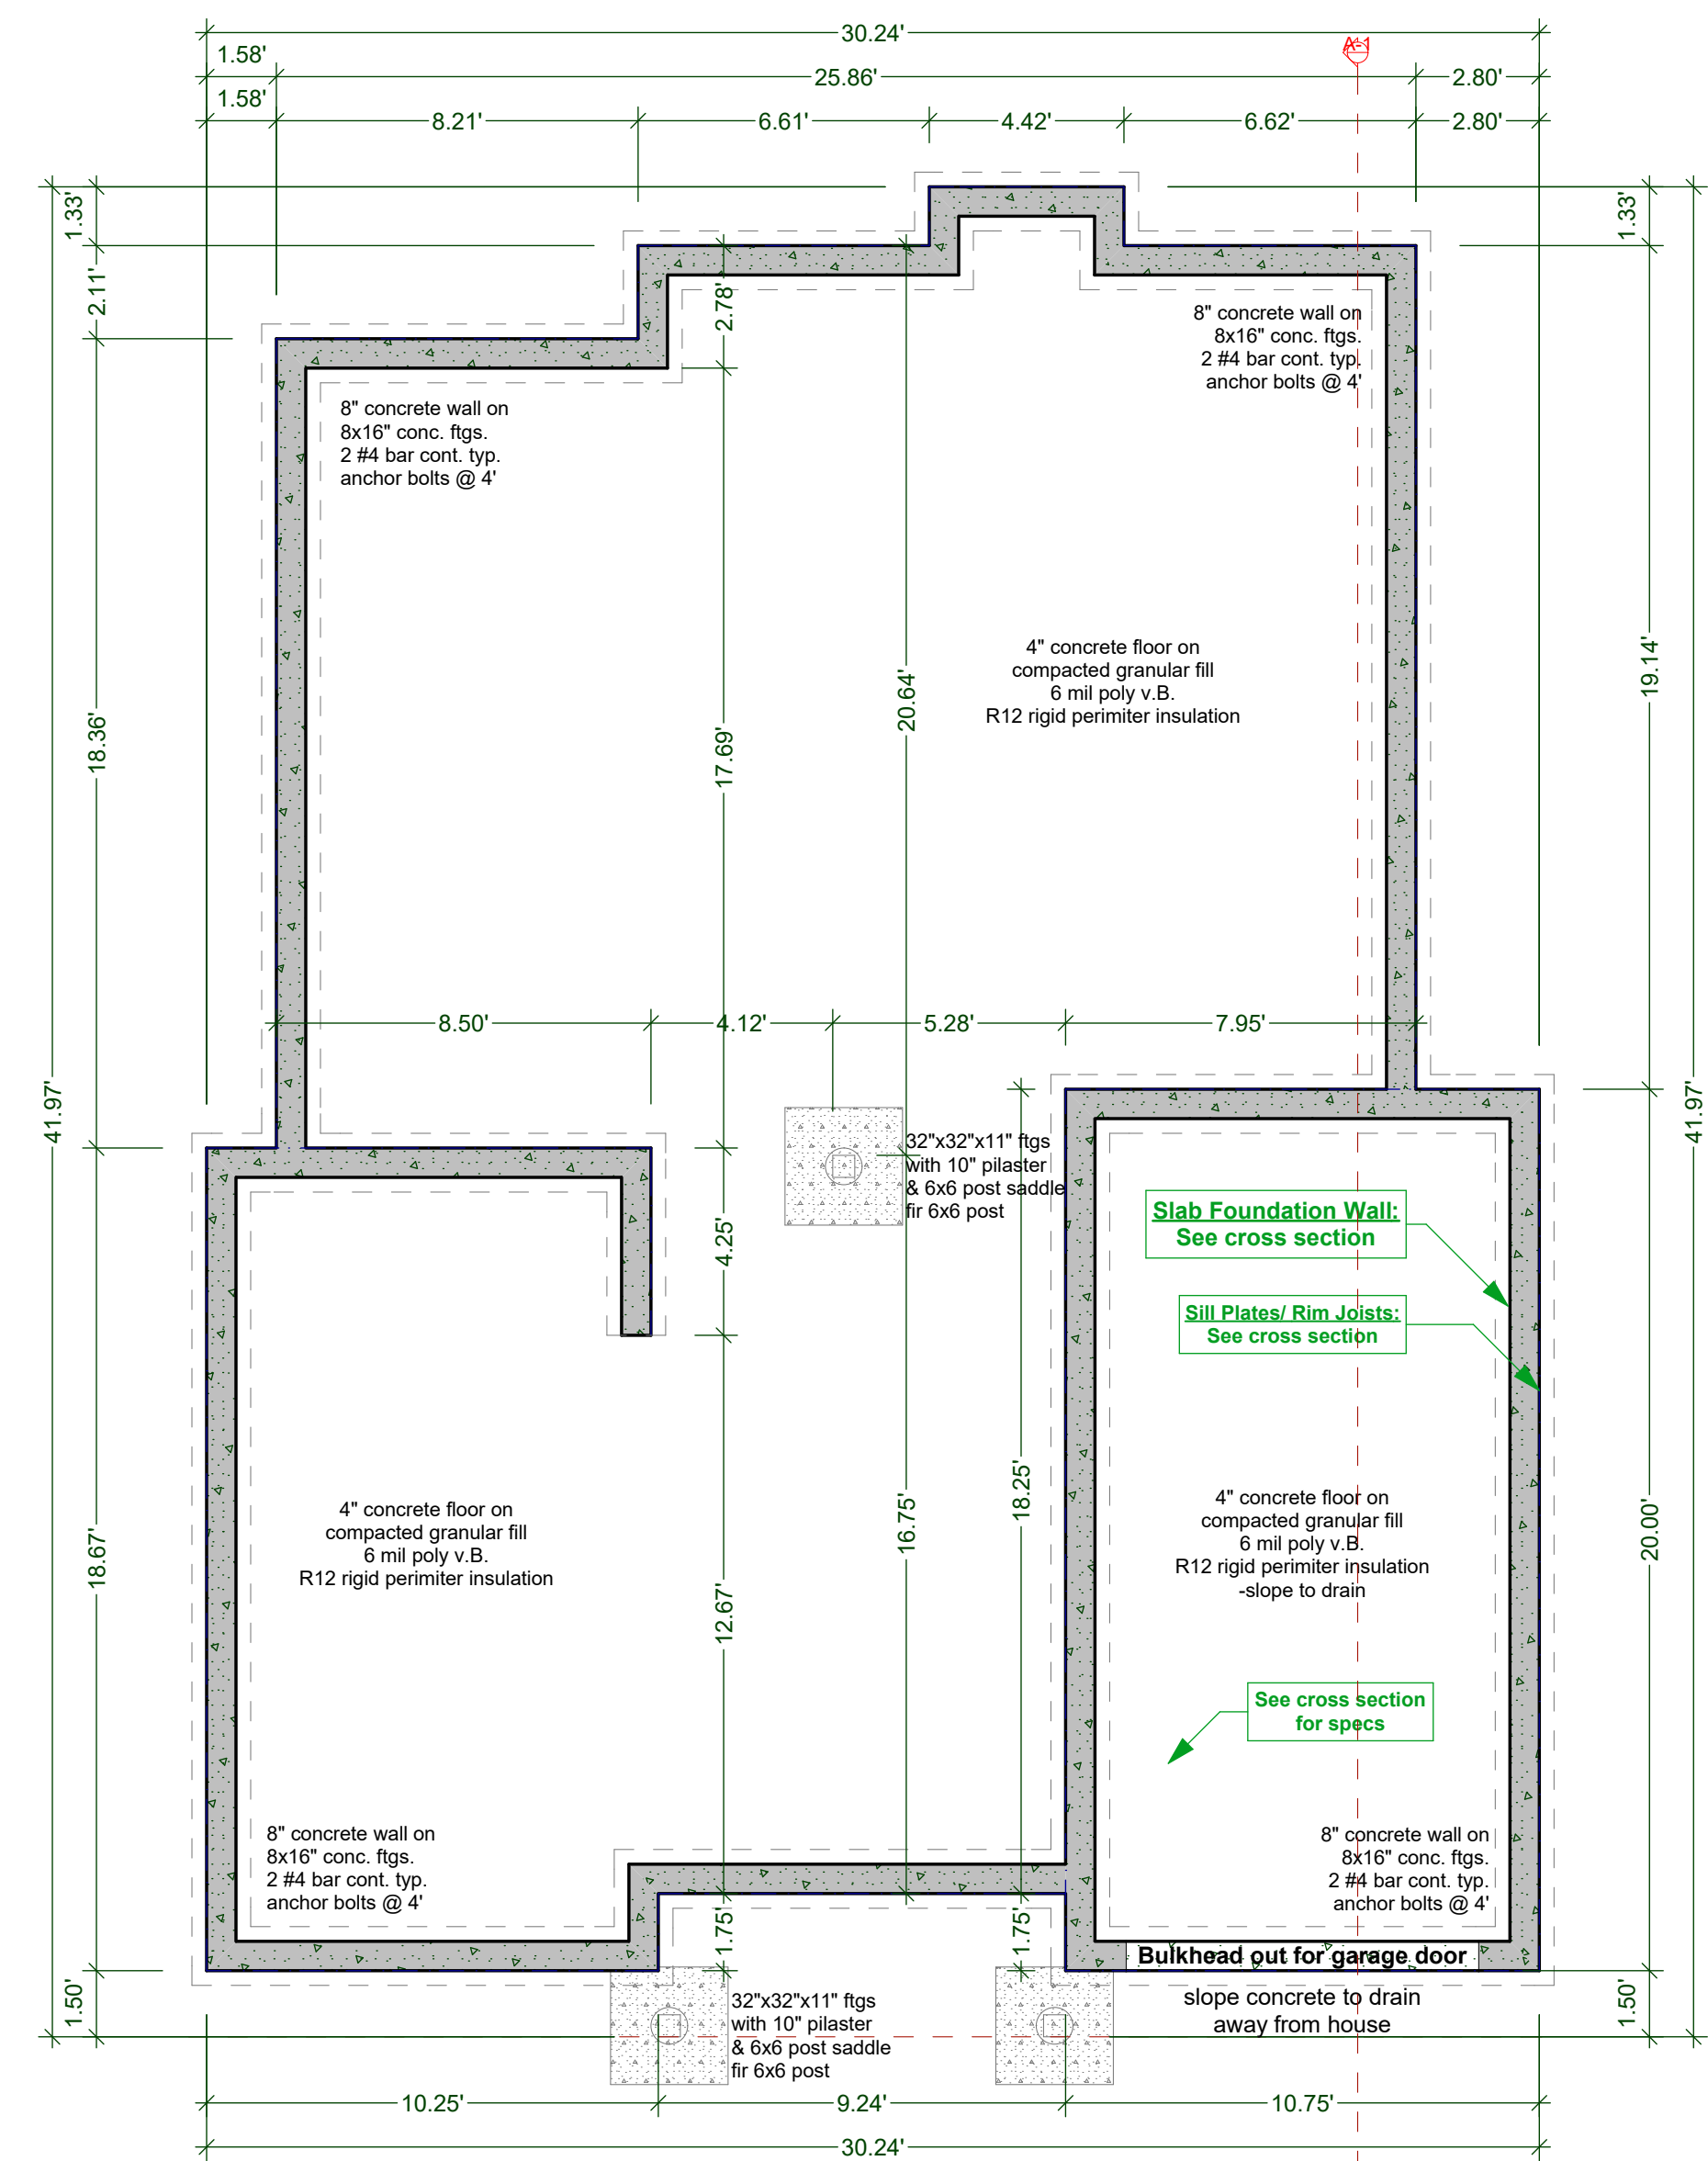 30.24'
A-1
1.58'
25.86'
2.80'
1.58'
8.21'
6.61'
4.42'
6.62'
2.80'
1.33'
1.33'
2.11'
2.78'
8" concrete wall on
8x16" conc. ftgs.
2 #4 bar cont. typ.
anchor bolts @ 4'
8" concrete wall on
8x16" conc. ftgs.
2 #4 bar cont. typ.
anchor bolts @ 4'
4" concrete floor on
compacted granular fill
6 mil poly v.B.
R12 rigid perimiter insulation
18.36'
17.69'
20.64'
19.14'
8.50'
4.12'
5.28'
7.95'
41.97'
41.97'
32"x32"x11" ftgs
with 10" pilaster
& 6x6 post saddle
fir 6x6 post
Slab Foundation Wall:
See cross section
4.25'
Sill Plates/ Rim Joists:
See cross section
18.67'
12.67'
16.75'
18.25'
20.00'
4" concrete floor on
compacted granular fill
6 mil poly v.B.
R12 rigid perimiter insulation
4" concrete floor on
compacted granular fill
6 mil poly v.B.
R12 rigid perimiter insulation
-slope to drain
See cross section
for specs
8" concrete wall on
8x16" conc. ftgs.
2 #4 bar cont. typ.
anchor bolts @ 4'
8" concrete wall on
8x16" conc. ftgs.
2 #4 bar cont. typ.
anchor bolts @ 4'
1.75'
1.75'
Bulkhead out for garage door
slope concrete to drain
away from house
1.50'
1.50'
32"x32"x11" ftgs
with 10" pilaster
& 6x6 post saddle
fir 6x6 post
10.25'
9.24'
10.75'
30.24'